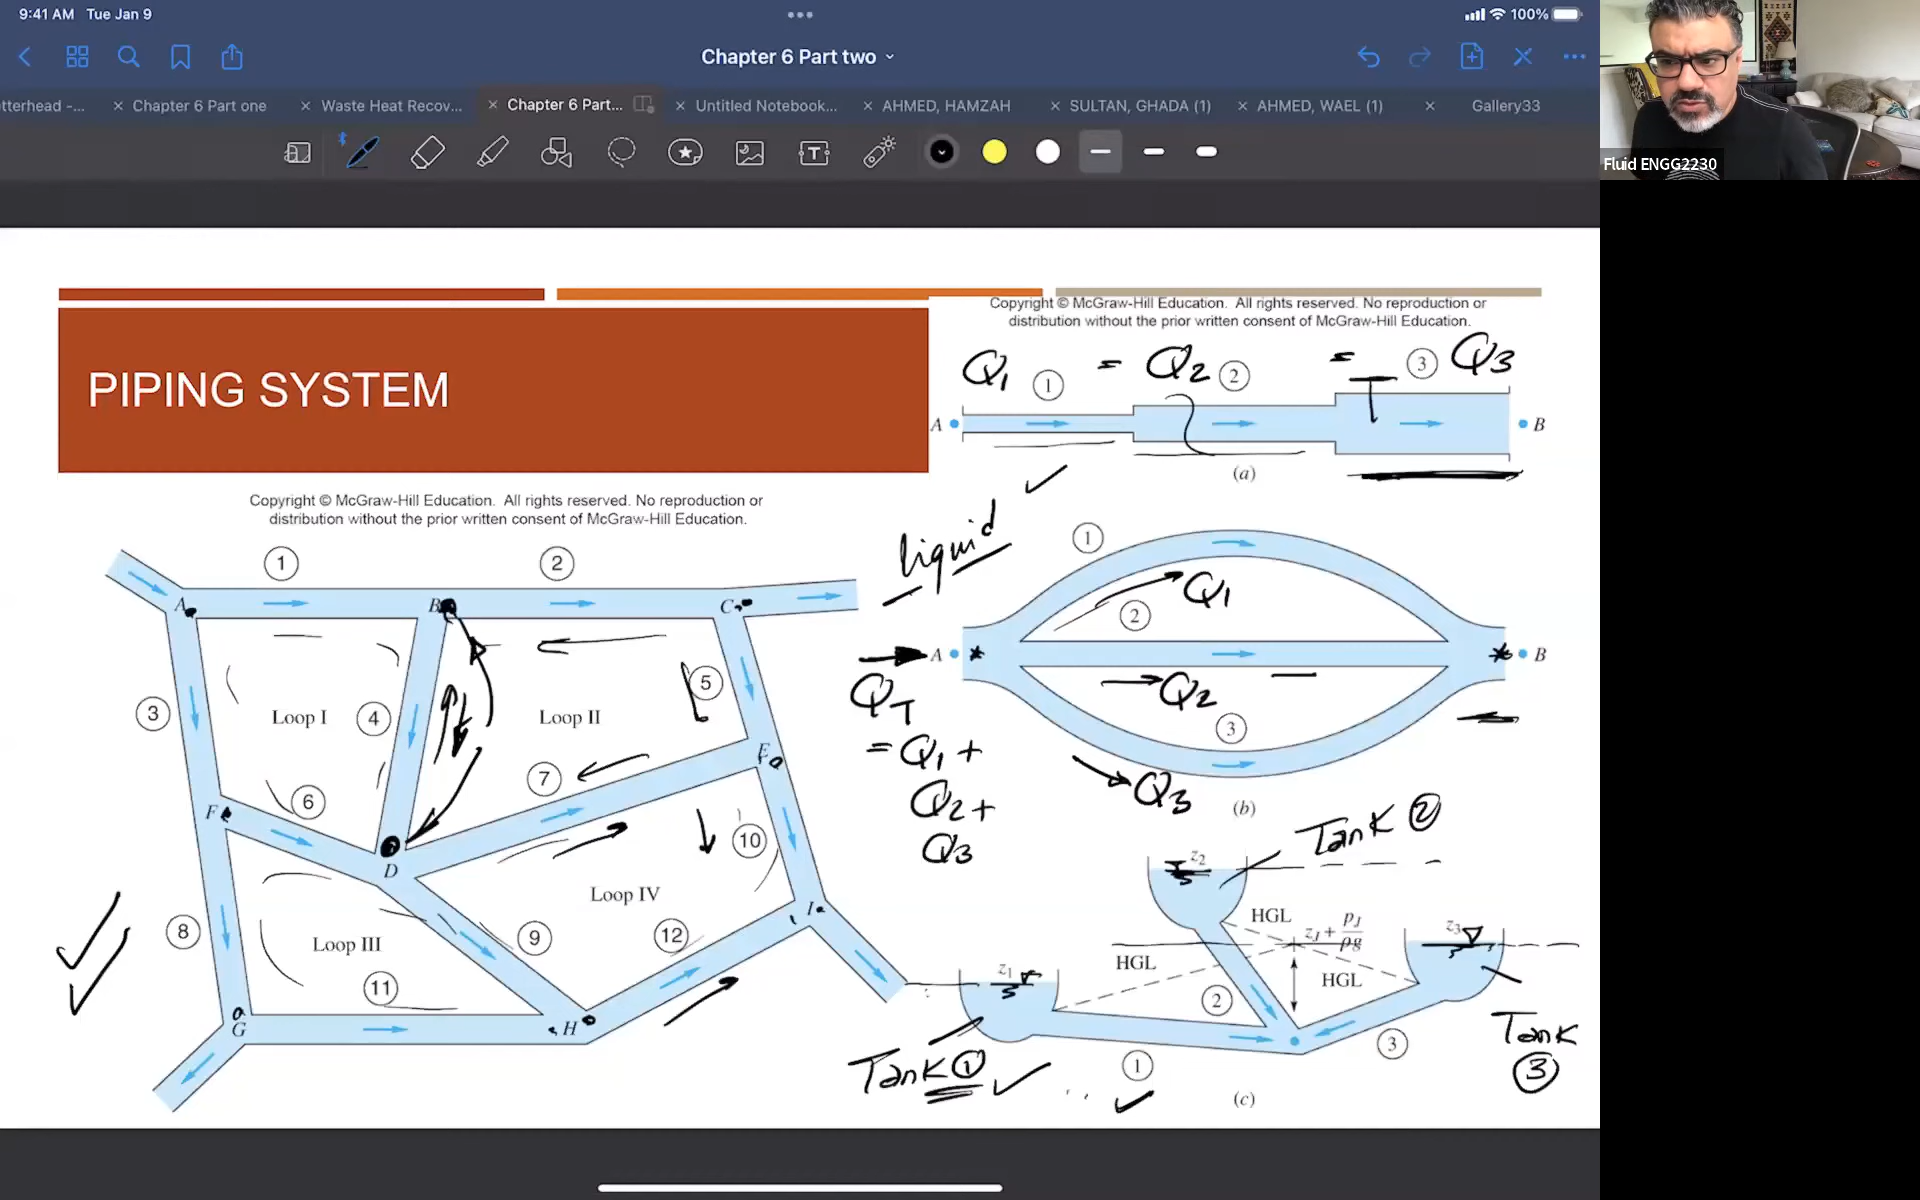 9:41 AM Tue Jan 9
100%
Chapter 6 Part two
etterhead -...
Chapter 6 Part one
Waste Heat Recov...
Chapter 6 Part...
Untitled Notebook...
AHMED, HAMZAH
SULTAN, GHADA (1)
AHMED, WAEL (1)
Gallery33
Fluid ENGG2230
PIPING SYSTEM
Copyright © McGraw-Hill Education. All rights reserved. No reproduction or
distribution without the prior written consent of McGraw-Hill Education.
Q1 = Q2 = Q3
1 2 3
A B
(a)
Copyright © McGraw-Hill Education. All rights reserved. No reproduction or
distribution without the prior written consent of McGraw-Hill Education.
1 2
A B C
3 Loop I 4 Loop II 5
6 7
F D E
8 Loop III 9 Loop IV 10
11 12
G H I
liquid
1
Q1
2
A B
QT
Q2
= Q1 +
3
Q2 +
Q3
Q3
(b)
Tank 2
z2
HGL
zJ + pJ
ρg
z3
HGL
HGL
z1
2
Tank 1
1
3
Tank
3
(c)